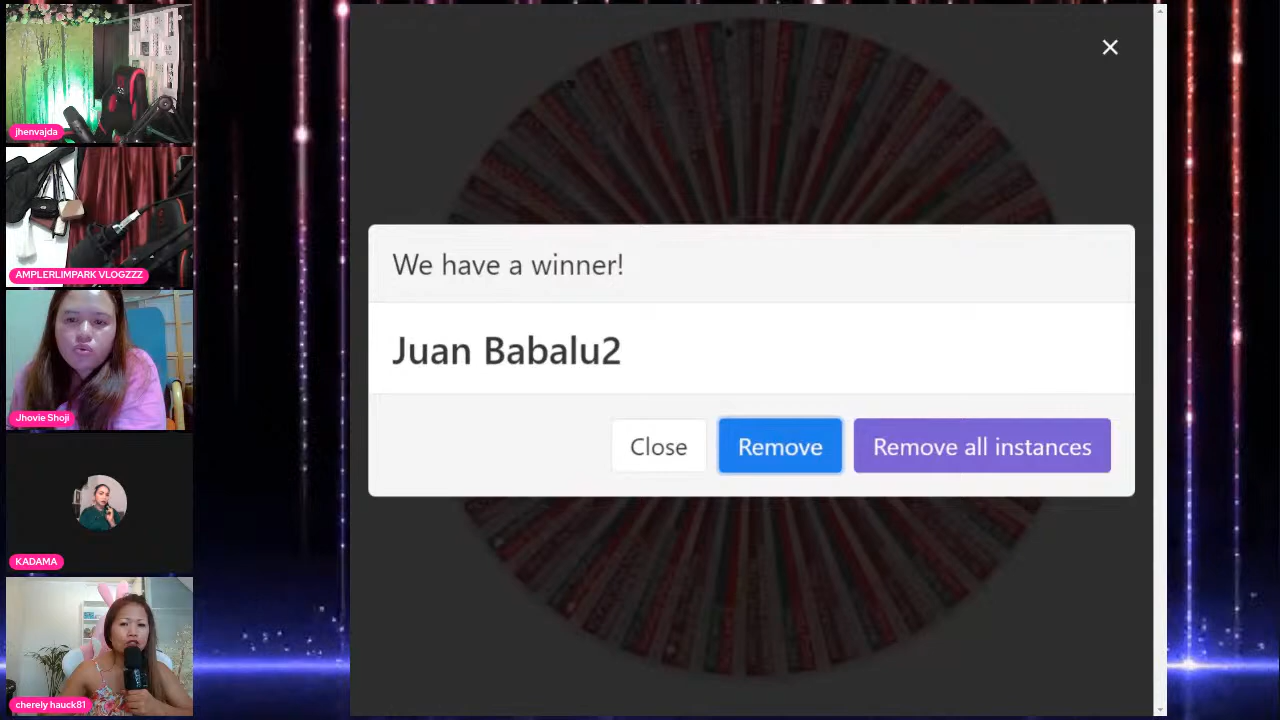 jhenvajda
AMPLERLIMPARK VLOGZZZ
Jhovie Shoji
KADAMA
cherely hauck81
We have a winner!
Juan Babalu2
Close
Remove
Remove all instances